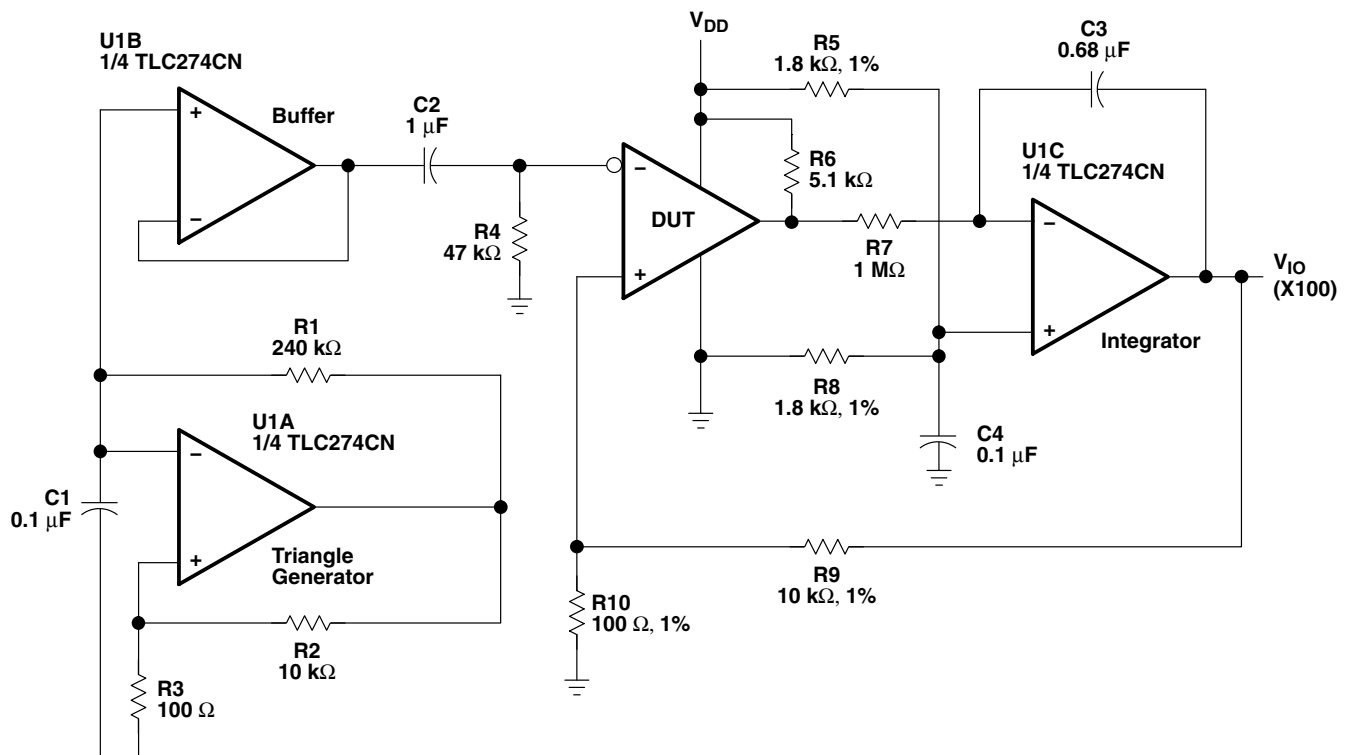 U1B
1/4 TLC274CN
Buffer
+
−
C2
1 μF
R4
47 kΩ
VDD
R5
1.8 kΩ, 1%
R6
5.1 kΩ
−
DUT
+
R7
1 MΩ
C3
0.68 μF
U1C
1/4 TLC274CN
−
+
Integrator
VIO
(X100)
R8
1.8 kΩ, 1%
C4
0.1 μF
R1
240 kΩ
U1A
1/4 TLC274CN
−
+
Triangle
Generator
C1
0.1 μF
R2
10 kΩ
R3
100 Ω
R9
10 kΩ, 1%
R10
100 Ω, 1%